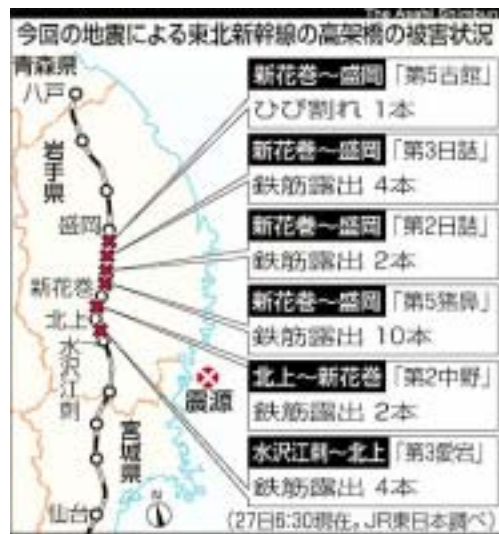 The Asahi Shimbun
今回の地震による東北新幹線の高架橋の被害状況
青森県
八戸
岩手県
盛岡
新花巻
北上
水沢江刺
宮城県
仙台
震源
N
新花巻〜盛岡「第5古館」
ひび割れ 1本
新花巻〜盛岡「第3日詰」
鉄筋露出 4本
新花巻〜盛岡「第2日詰」
鉄筋露出 2本
新花巻〜盛岡「第5猪鼻」
鉄筋露出 10本
北上〜新花巻「第2中野」
鉄筋露出 2本
水沢江刺〜北上「第3愛宕」
鉄筋露出 4本
(27日6:30現在。JR東日本調べ)